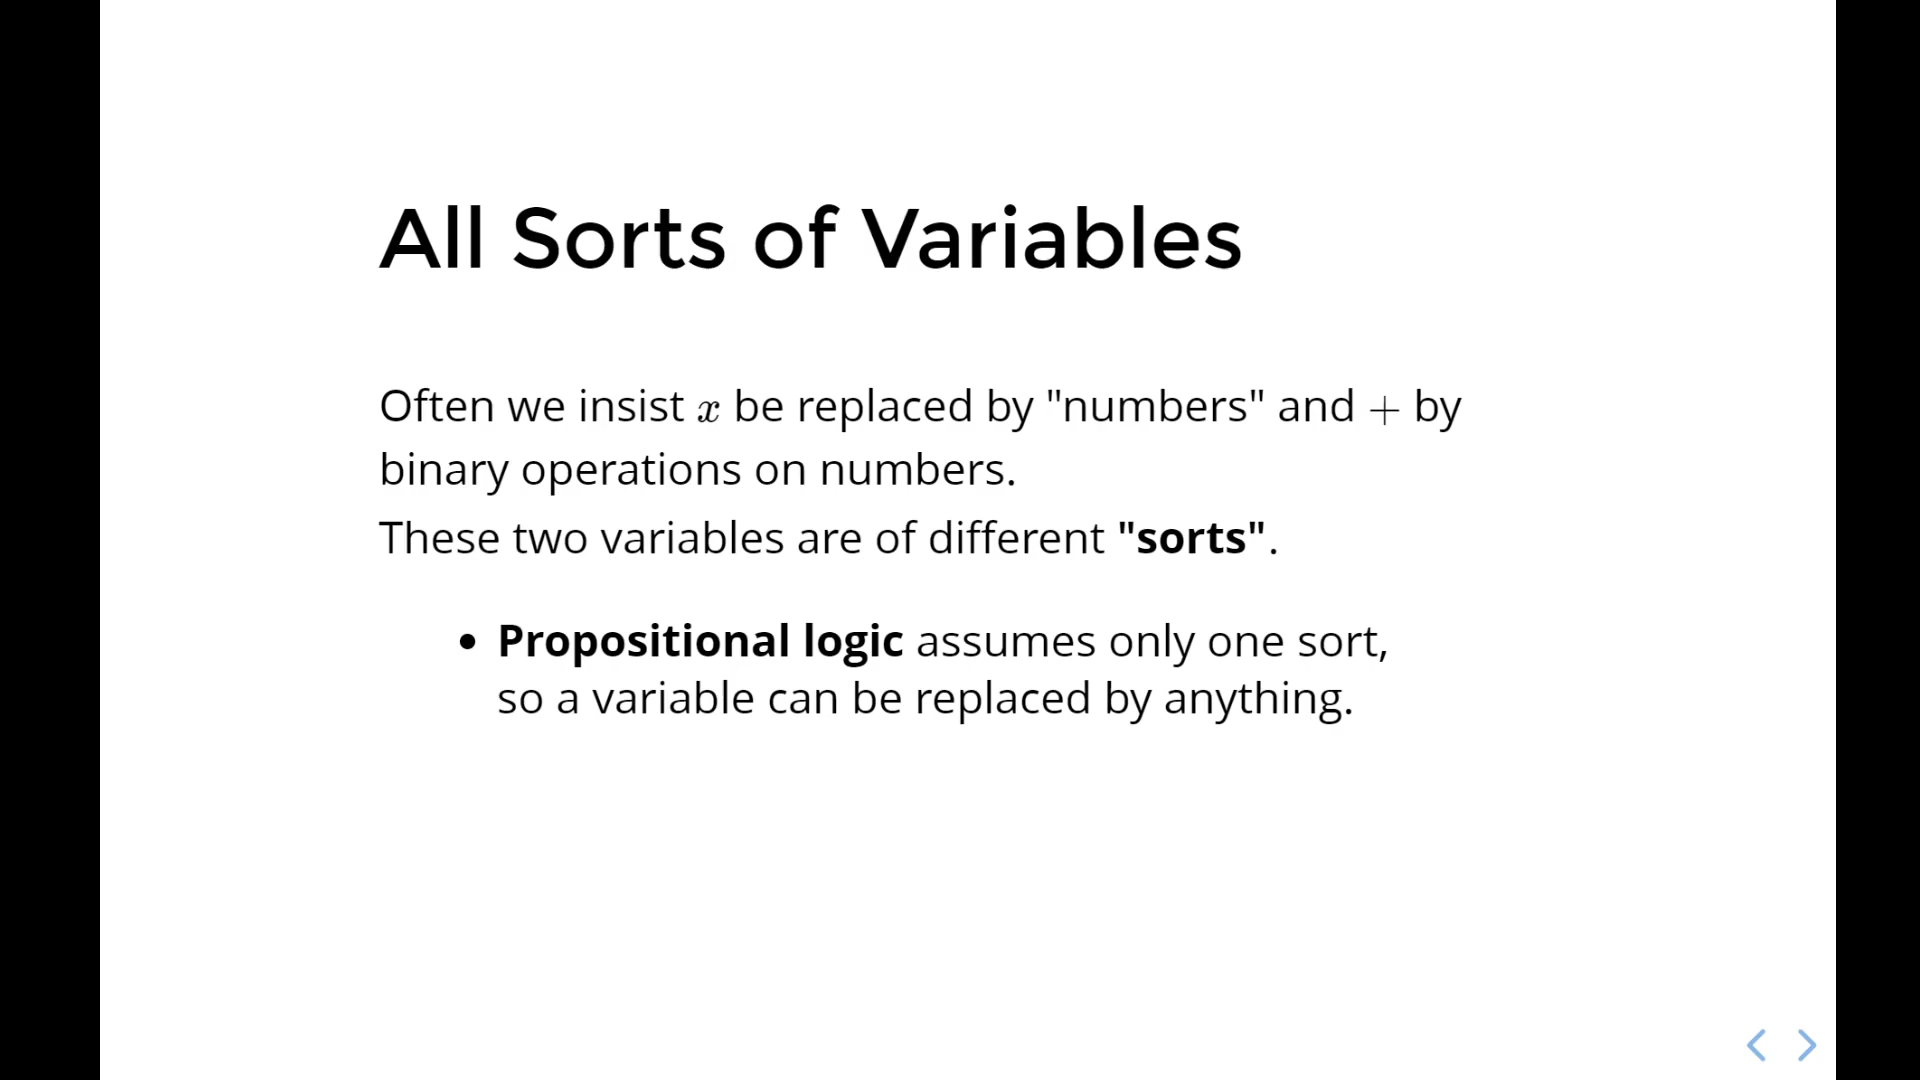 All Sorts of Variables
Often we insist x be replaced by "numbers" and + by
binary operations on numbers.
These two variables are of different "sorts".
• Propositional logic assumes only one sort,
so a variable can be replaced by anything.